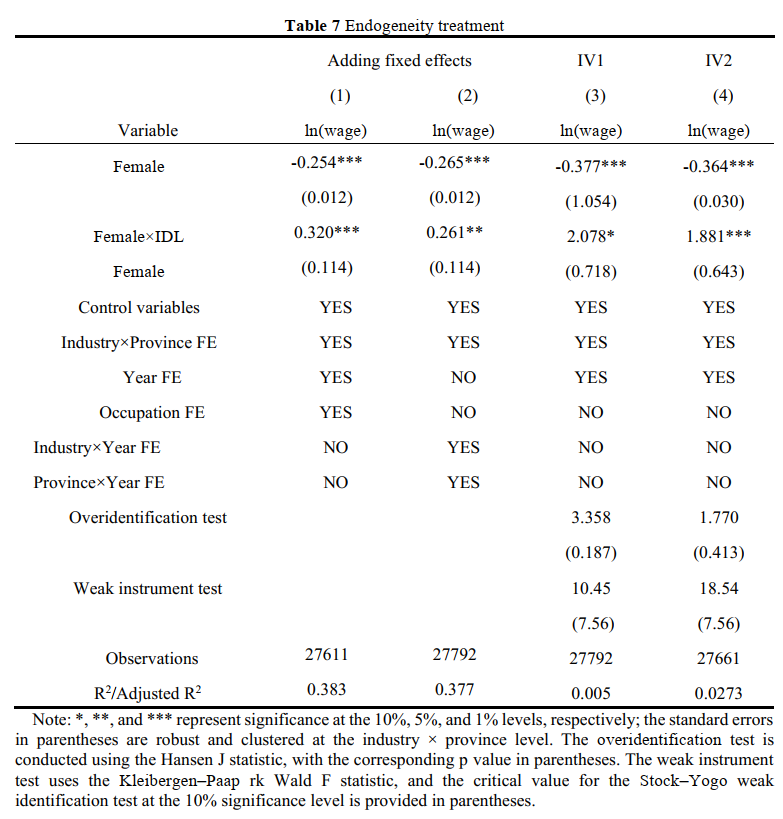 Table 7 Endogeneity treatment
Adding fixed effects IV1 IV2
(1) (2) (3) (4)
Variable ln(wage) ln(wage) ln(wage) ln(wage)
Female -0.254*** -0.265*** -0.377*** -0.364***
(0.012) (0.012) (1.054) (0.030)
Female×IDL 0.320*** 0.261** 2.078* 1.881***
Female (0.114) (0.114) (0.718) (0.643)
Control variables YES YES YES YES
Industry×Province FE YES YES YES YES
Year FE YES NO YES YES
Occupation FE YES NO NO NO
Industry×Year FE NO YES NO NO
Province×Year FE NO YES NO NO
Overidentification test 3.358 1.770
(0.187) (0.413)
Weak instrument test 10.45 18.54
(7.56) (7.56)
Observations 27611 27792 27792 27661
R²/Adjusted R² 0.383 0.377 0.005 0.0273
Note: *, **, and *** represent significance at the 10%, 5%, and 1% levels, respectively; the standard errors
in parentheses are robust and clustered at the industry × province level. The overidentification test is
conducted using the Hansen J statistic, with the corresponding p value in parentheses. The weak instrument
test uses the Kleibergen–Paap rk Wald F statistic, and the critical value for the Stock–Yogo weak
identification test at the 10% significance level is provided in parentheses.